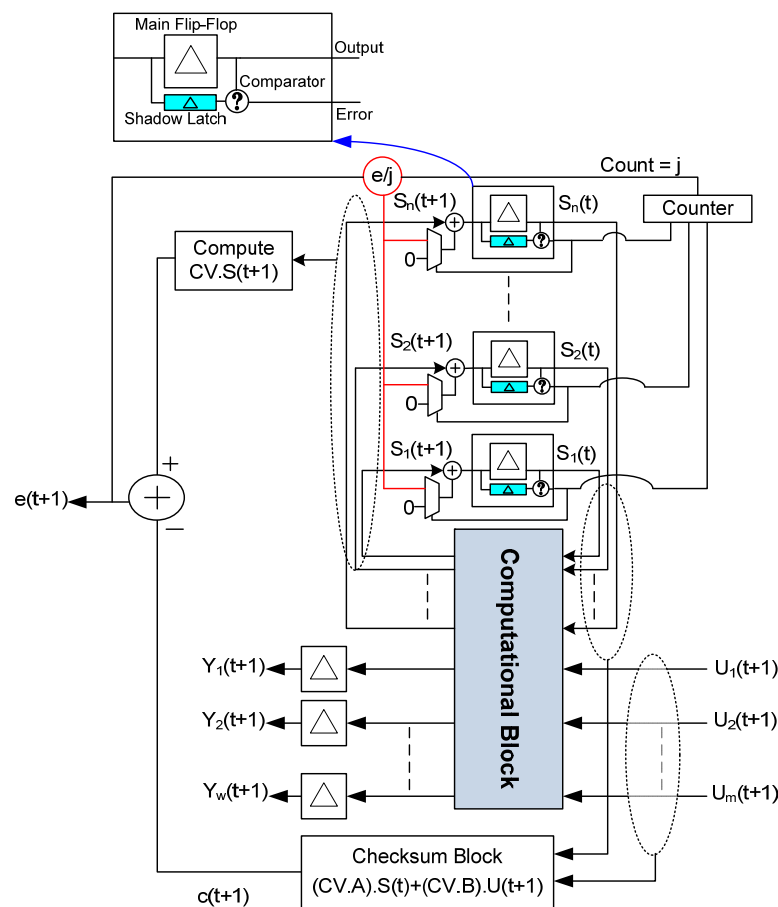 Main Flip-Flop
Output
Comparator
?
Shadow Latch
Error
Count = j
e/j
Counter
Sn(t+1)
Sn(t)
?
0
Compute
CV.S(t+1)
S2(t+1)
S2(t)
?
0
S1(t+1)
S1(t)
?
0
+
e(t+1)
+
−
Computational Block
Y1(t+1)
U1(t+1)
Y2(t+1)
U2(t+1)
Yw(t+1)
Um(t+1)
Checksum Block
(CV.A).S(t)+(CV.B).U(t+1)
c(t+1)